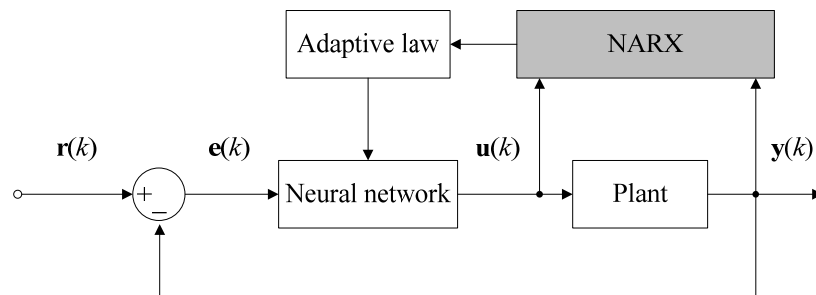 Adaptive law
NARX
r(k)
e(k)
u(k)
y(k)
+
−
Neural network
Plant